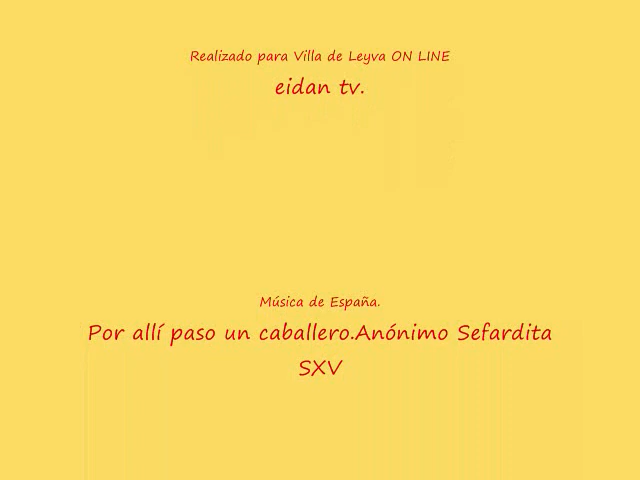 Realizado para Villa de Leyva ON LINE
eidan tv.
Música de España.
Por allí paso un caballero.Anónimo Sefardita
SXV